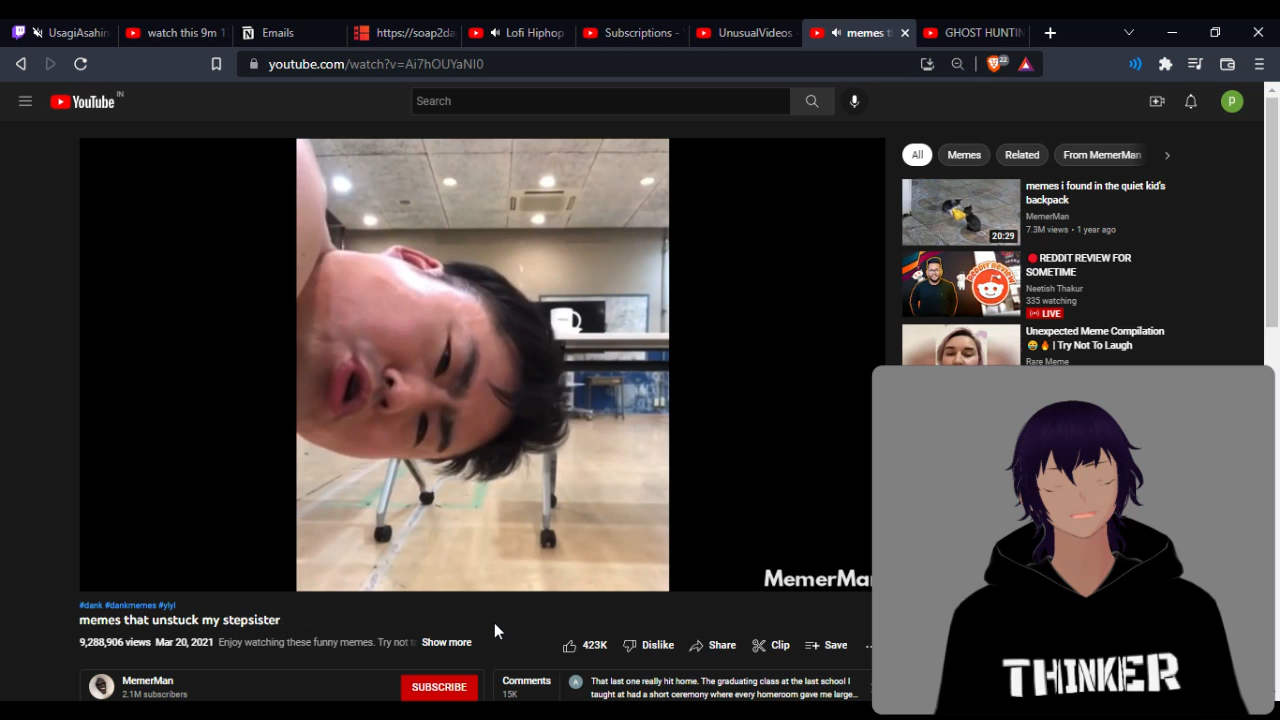 UsagiAsahin
watch this 9m 1
Emails
https://soap2da
Lofi Hiphop
Subscriptions -
UnusualVideos
memes t
GHOST HUNTIN
youtube.com/watch?v=Ai7hOUYaNI0
22
YouTube IN
Search
P
All
Memes
Related
From MemerMan
memes i found in the quiet kid's
backpack
MemerMan
7.3M views • 1 year ago
20:29
REDDIT REVIEW FOR
SOMETIME
REDDIT REVIEW
Neetish Thakur
335 watching
LIVE
Unexpected Meme Compilation
😂🔥 | Try Not To Laugh
Rare Meme
MemerMa
#dank #dankmemes #ylyl
memes that unstuck my stepsister
9,288,906 views Mar 20, 2021 Enjoy watching these funny memes. Try not to Show more
423K
Dislike
Share
Clip
Save
...
MemerMan
2.1M subscribers
SUBSCRIBE
Comments
15K
A
That last one really hit home. The graduating class at the last school I
taught at had a short ceremony where every homeroom gave me large...
THINKER